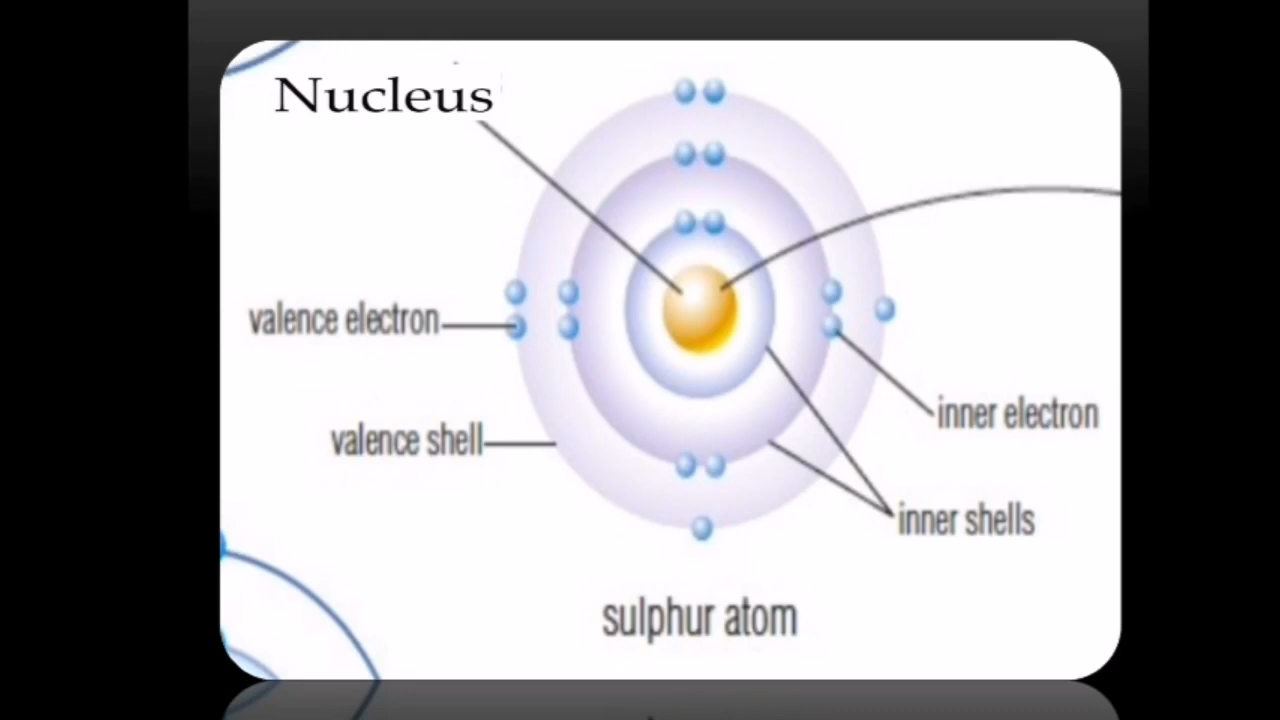 Nucleus
valence electron
inner electron
valence shell
inner shells
sulphur atom